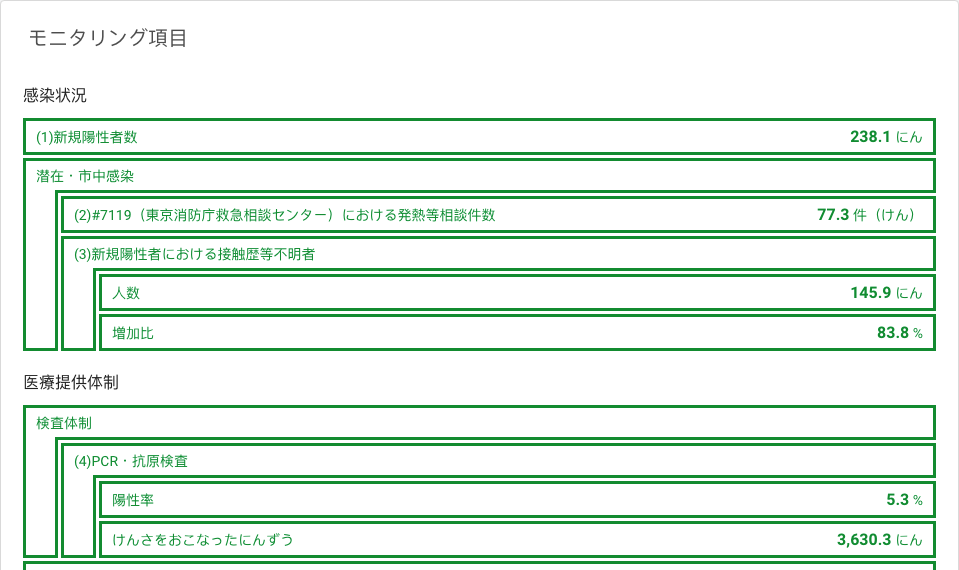 モニタリング項目
感染状況
(1)新規陽性者数 238.1 にん
潜在・市中感染
(2)#7119（東京消防庁救急相談センター）における発熱等相談件数 77.3 件（けん）
(3)新規陽性者における接触歴等不明者
人数 145.9 にん
増加比 83.8 %
医療提供体制
検査体制
(4)PCR・抗原検査
陽性率 5.3 %
けんさをおこなったにんずう 3,630.3 にん